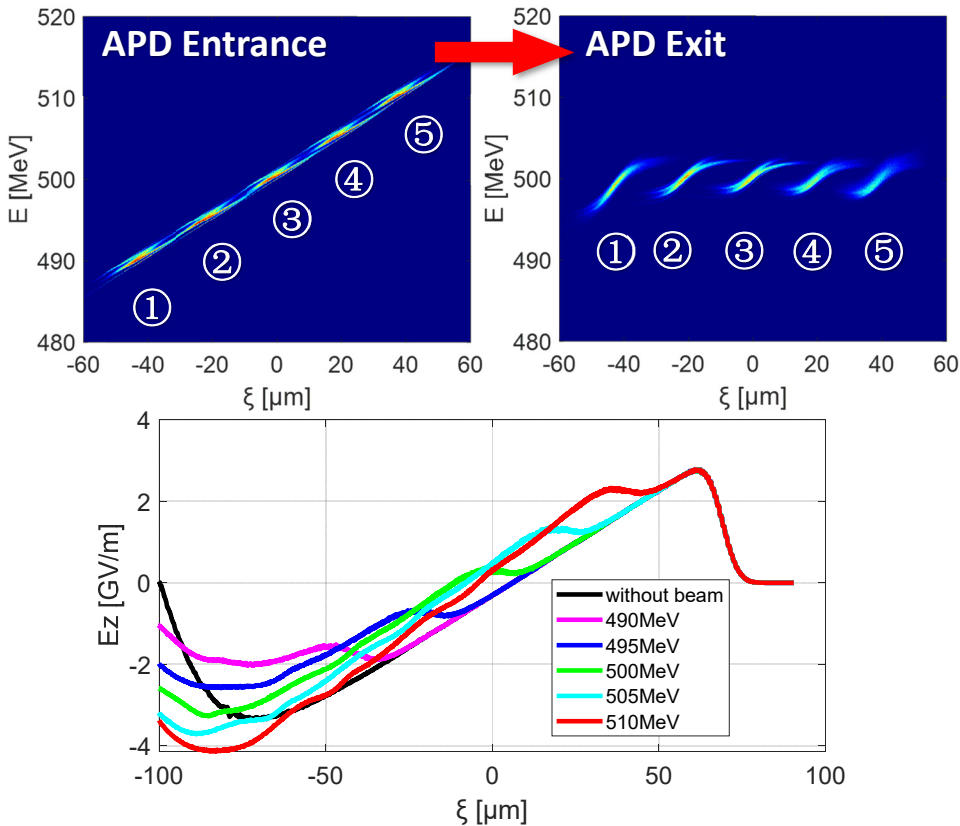 APD Entrance
520
510
500
490
480
E [MeV]
①
②
③
④
⑤
-60 -40 -20 0 20 40 60
ξ [µm]
APD Exit
520
510
500
490
480
E [MeV]
① ② ③ ④ ⑤
-60 -40 -20 0 20 40 60
ξ [µm]
4
2
0
-2
-4
Ez [GV/m]
without beam
490MeV
495MeV
500MeV
505MeV
510MeV
-100 -50 0 50 100
ξ [µm]